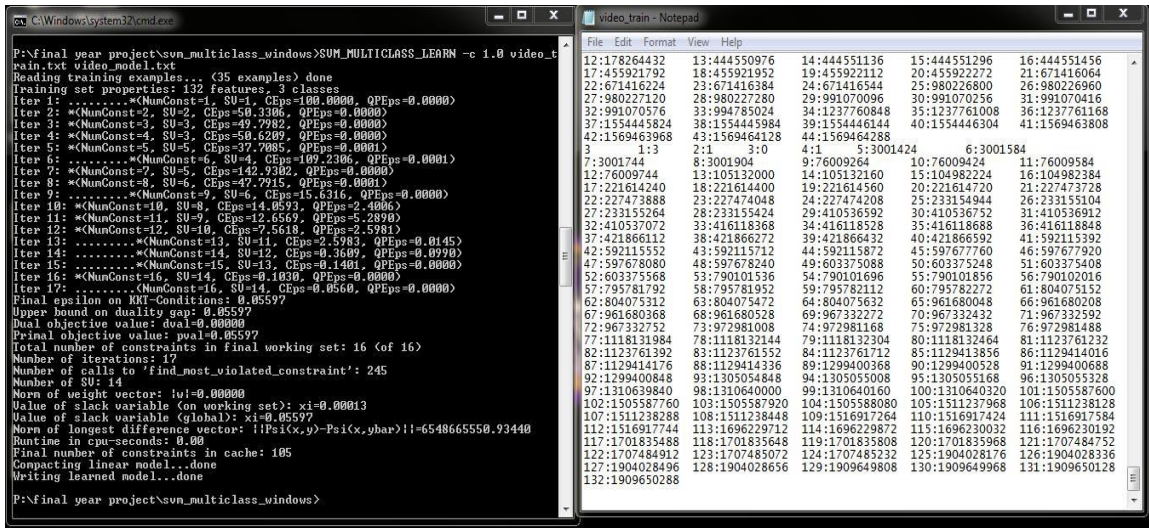 C:\Windows\system32\cmd.exe
P:\final year project\svm_multiclass_windows>SVM_MULTICLASS_LEARN -c 1.0 video_t
rain.txt video_model.txt
Reading training examples... (35 examples) done
Training set properties: 132 features, 3 classes
Iter 1: .........*(NumConst=1, SV=1, CEps=100.0000, QPEps=0.0000)
Iter 2: *(NumConst=2, SV=2, CEps=50.3306, QPEps=0.0000)
Iter 3: *(NumConst=3, SV=3, CEps=49.7982, QPEps=0.0000)
Iter 4: *(NumConst=4, SV=3, CEps=50.6209, QPEps=0.0000)
Iter 5: *(NumConst=5, SV=5, CEps=37.7085, QPEps=0.0001)
Iter 6: .........*(NumConst=6, SV=4, CEps=109.2306, QPEps=0.0001)
Iter 7: *(NumConst=7, SV=5, CEps=142.9302, QPEps=0.0000)
Iter 8: *(NumConst=8, SV=6, CEps=47.7915, QPEps=0.0001)
Iter 9: .........*(NumConst=9, SV=6, CEps=15.6316, QPEps=0.0000)
Iter 10: *(NumConst=10, SV=8, CEps=14.0593, QPEps=2.4006)
Iter 11: *(NumConst=11, SV=9, CEps=12.6569, QPEps=5.2890)
Iter 12: *(NumConst=12, SV=10, CEps=7.5618, QPEps=2.5981)
Iter 13: .........*(NumConst=13, SV=11, CEps=2.5983, QPEps=0.0145)
Iter 14: .........*(NumConst=14, SV=12, CEps=0.3609, QPEps=0.0990)
Iter 15: .........*(NumConst=15, SV=13, CEps=0.1401, QPEps=0.0000)
Iter 16: *(NumConst=16, SV=14, CEps=0.1030, QPEps=0.0000)
Iter 17: .........(NumConst=16, SV=14, CEps=0.0560, QPEps=0.0000)
Final epsilon on KKT-Conditions: 0.05597
Upper bound on duality gap: 0.05597
Dual objective value: dval=0.00000
Primal objective value: pval=0.05597
Total number of constraints in final working set: 16 (of 16)
Number of iterations: 17
Number of calls to 'find_most_violated_constraint': 245
Number of SV: 14
Norm of weight vector: |w|=0.00000
Value of slack variable (on working set): xi=0.00013
Value of slack variable (global): xi=0.05597
Norm of longest difference vector: ||Psi(x,y)-Psi(x,ybar)||=6548665550.93440
Runtime in cpu-seconds: 0.00
Final number of constraints in cache: 105
Compacting linear model...done
Writing learned model...done
P:\final year project\svm_multiclass_windows>
video_train - Notepad
File Edit Format View Help
12:178264432 13:444550976 14:444551136 15:444551296 16:444551456
17:455921792 18:455921952 19:455922112 20:455922272 21:671416064
22:671416224 23:671416384 24:671416544 25:980226800 26:980226960
27:980227120 28:980227280 29:991070096 30:991070256 31:991070416
32:991070576 33:994785024 34:1237760848 35:1237761008 36:1237761168
37:1554445824 38:1554445984 39:1554446144 40:1554446304 41:1569463808
42:1569463968 43:1569464128 44:1569464288
3 1:3 2:1 3:0 4:1 5:3001424 6:3001584
7:3001744 8:3001904 9:76009264 10:76009424 11:76009584
12:76009744 13:105132000 14:105132160 15:104982224 16:104982384
17:221614240 18:221614400 19:221614560 20:221614720 21:227473728
22:227473888 23:227474048 24:227474208 25:233154944 26:233155104
27:233155264 28:233155424 29:410536592 30:410536752 31:410536912
32:410537072 33:416118368 34:416118528 35:416118688 36:416118848
37:421866112 38:421866272 39:421866432 40:421866592 41:592115392
42:592115552 43:592115712 44:592115872 45:597677760 46:597677920
47:597678080 48:597678240 49:603375088 50:603375248 51:603375408
52:603375568 53:790101536 54:790101696 55:790101856 56:790102016
57:795781792 58:795781952 59:795782112 60:795782272 61:804075152
62:804075312 63:804075472 64:804075632 65:961680048 66:961680208
67:961680368 68:961680528 69:967332272 70:967332432 71:967332592
72:967332752 73:972981008 74:972981168 75:972981328 76:972981488
77:1118131984 78:1118132144 79:1118132304 80:1118132464 81:1123761232
82:1123761392 83:1123761552 84:1123761712 85:1129413856 86:1129414016
87:1129414176 88:1129414336 89:1299400368 90:1299400528 91:1299400688
92:1299400848 93:1305054848 94:1305055008 95:1305055168 96:1305055328
97:1310639840 98:1310640000 99:1310640160 100:1310640320 101:1505587600
102:1505587760 103:1505587920 104:1505588080 105:1511237968 106:1511238128
107:1511238288 108:1511238448 109:1516917264 110:1516917424 111:1516917584
112:1516917744 113:1696229712 114:1696229872 115:1696230032 116:1696230192
117:1701835488 118:1701835648 119:1701835808 120:1701835968 121:1707484752
122:1707484912 123:1707485072 124:1707485232 125:1904028176 126:1904028336
127:1904028496 128:1904028656 129:1909649808 130:1909649968 131:1909650128
132:1909650288